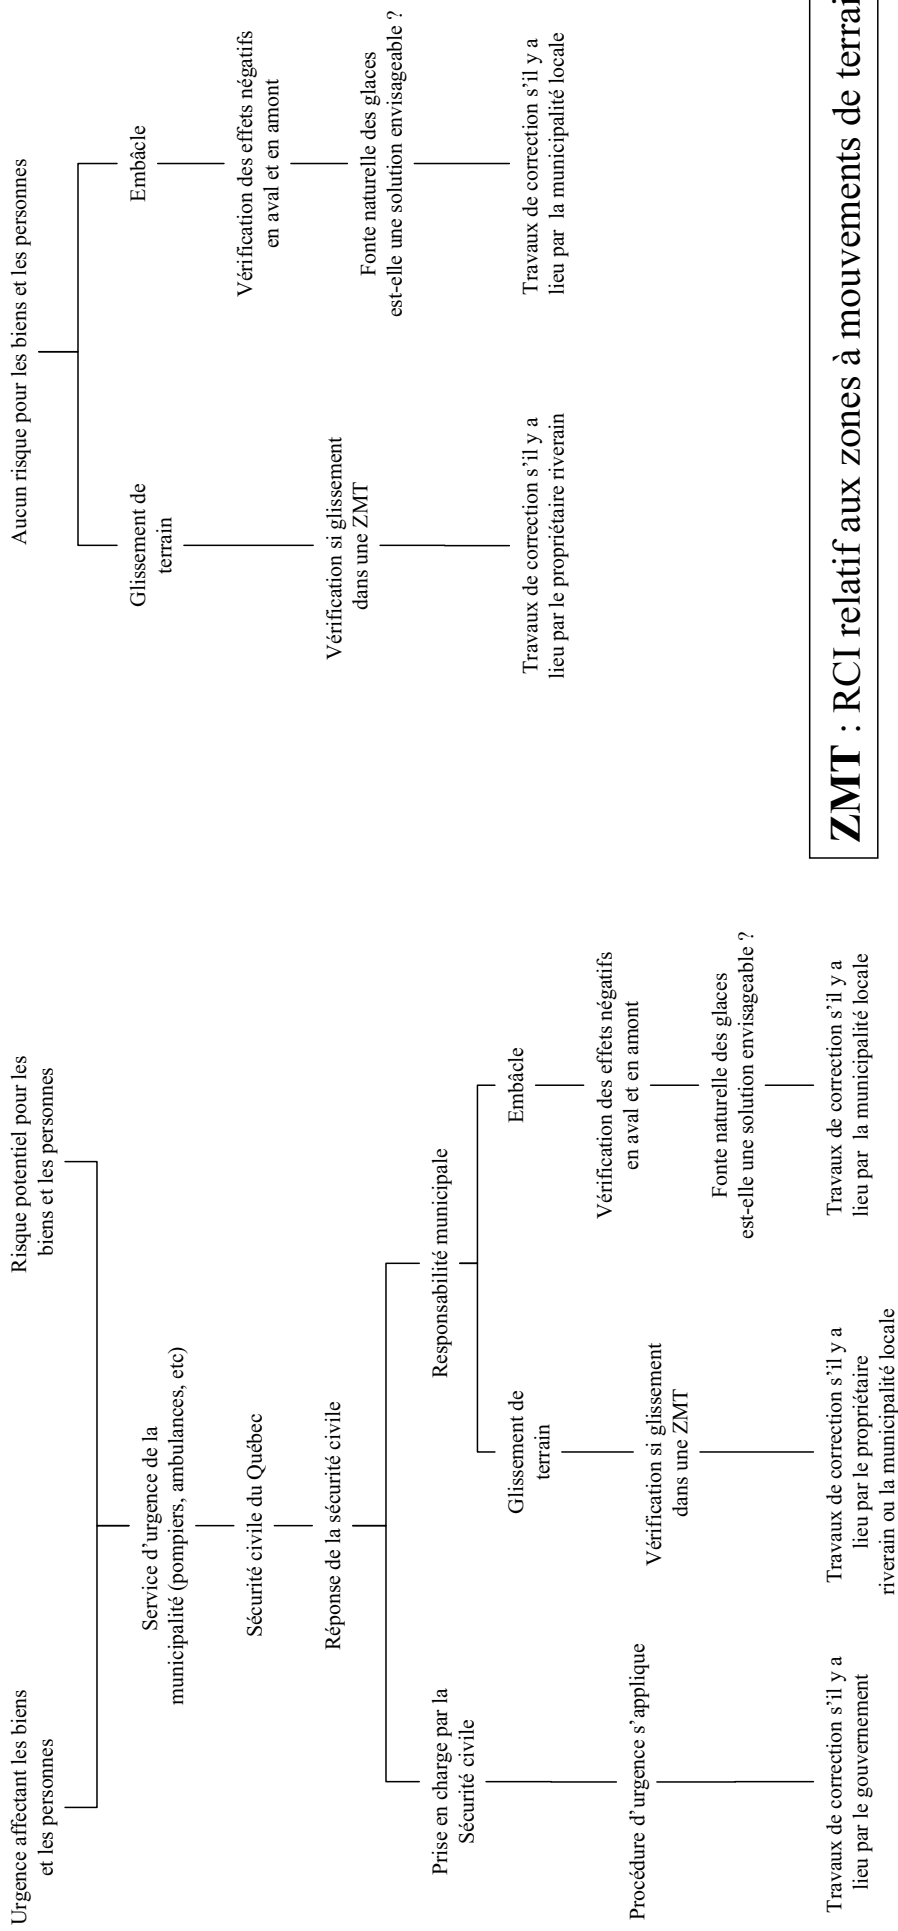 Urgence affectant les biens
et les personnes
Risque potentiel pour les
biens et les personnes
Service d'urgence de la
municipalité (pompiers, ambulances, etc)
Sécurité civile du Québec
Réponse de la sécurité civile
Prise en charge par la
Sécurité civile
Procédure d'urgence s'applique
Travaux de correction s'il y a
lieu par le gouvernement
Responsabilité municipale
Glissement de
terrain
Vérification si glissement
dans une ZMT
Travaux de correction s'il y a
lieu par le propriétaire
riverain ou la municipalité locale
Embâcle
Vérification des effets négatifs
en aval et en amont
Fonte naturelle des glaces
est-elle une solution envisageable ?
Travaux de correction s'il y a
lieu par la municipalité locale
Aucun risque pour les biens et les personnes
Glissement de
terrain
Vérification si glissement
dans une ZMT
Travaux de correction s'il y a
lieu par le propriétaire riverain
Embâcle
Vérification des effets négatifs
en aval et en amont
Fonte naturelle des glaces
est-elle une solution envisageable ?
Travaux de correction s'il y a
lieu par la municipalité locale
ZMT : RCI relatif aux zones à mouvements de terrai